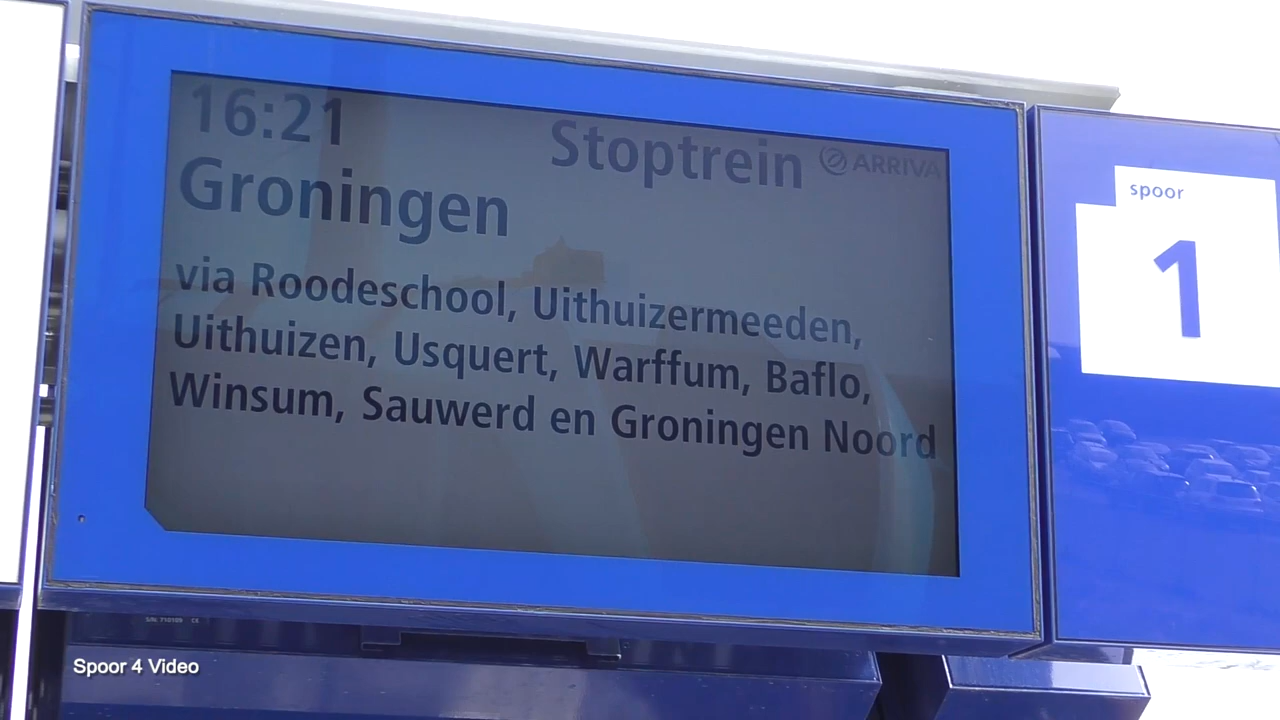 16:21
Stoptrein
ARRIVA
Groningen
via Roodeschool, Uithuizermeeden,
Uithuizen, Usquert, Warffum, Baflo,
Winsum, Sauwerd en Groningen Noord
spoor
1
Spoor 4 Video